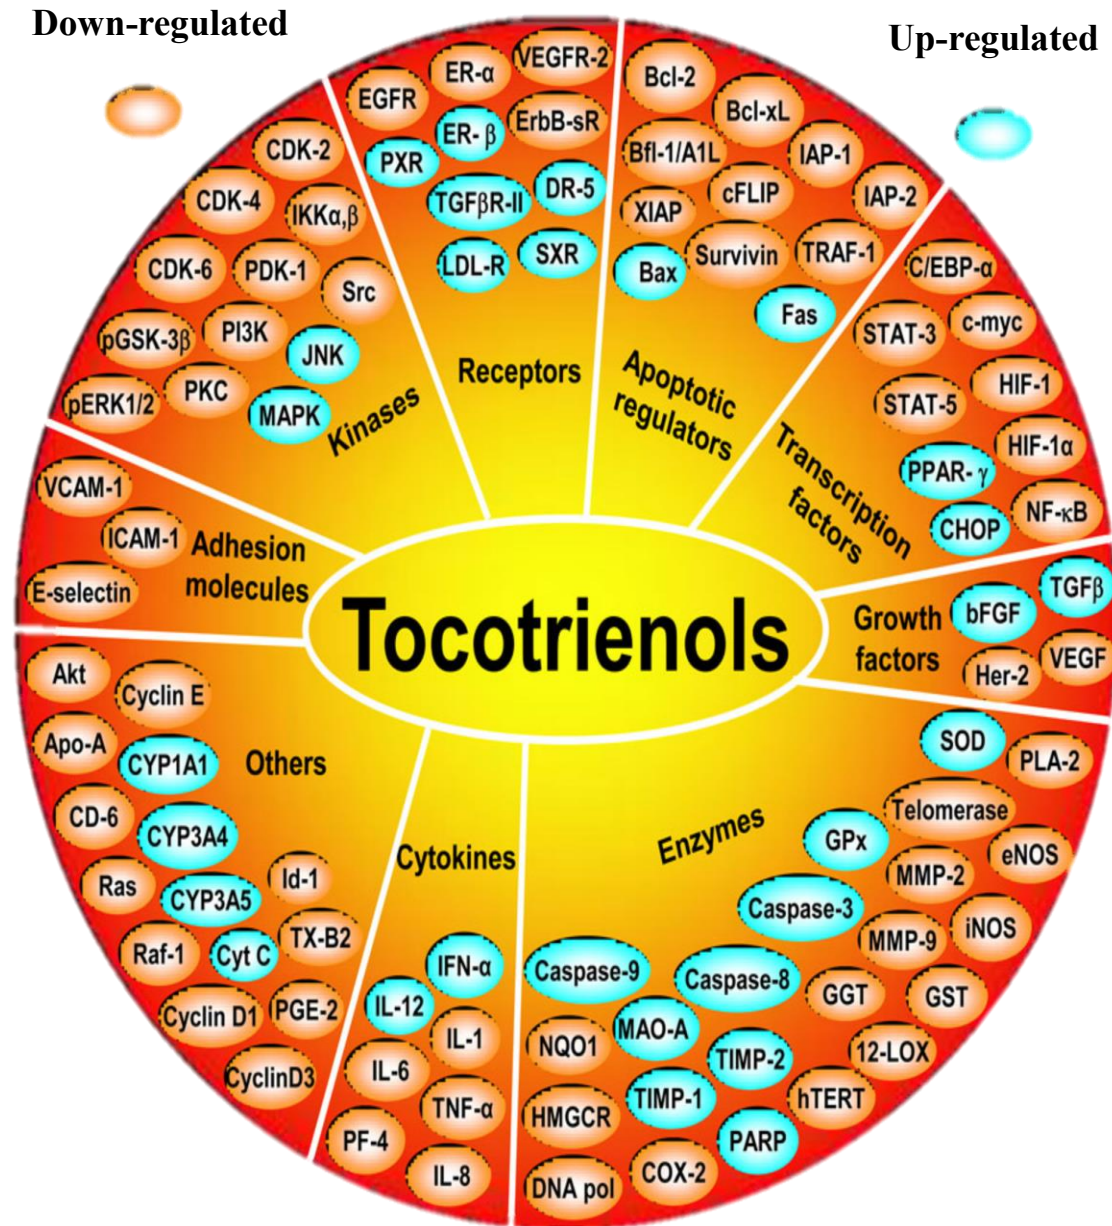 Down-regulated
Up-regulated
VEGFR-2
ER-α
EGFR
ErbB-sR
ER- β
PXR
DR-5
TGFβR-II
SXR
LDL-R
Receptors
Bcl-2
Bcl-xL
Bfl-1/A1L
IAP-1
cFLIP
IAP-2
XIAP
Survivin
TRAF-1
Bax
Fas
Apoptotic
regulators
C/EBP-α
c-myc
STAT-3
HIF-1
STAT-5
HIF-1α
PPAR- γ
NF-κB
CHOP
Transcription
factors
TGFβ
bFGF
VEGF
Her-2
Growth
factors
SOD
PLA-2
Telomerase
GPx
eNOS
MMP-2
Caspase-3
iNOS
MMP-9
Caspase-9
Caspase-8
GGT
GST
MAO-A
NQO1
TIMP-2
12-LOX
TIMP-1
hTERT
HMGCR
PARP
COX-2
DNA pol
Enzymes
Cytokines
IFN-α
IL-12
IL-1
IL-6
TNF-α
PF-4
IL-8
Others
Akt
Cyclin E
Apo-A
CYP1A1
CD-6
CYP3A4
Id-1
Ras
CYP3A5
TX-B2
Raf-1
Cyt C
Cyclin D1
PGE-2
CyclinD3
Adhesion
molecules
VCAM-1
ICAM-1
E-selectin
Kinases
CDK-2
CDK-4
IKKα,β
CDK-6
PDK-1
Src
pGSK-3β
PI3K
JNK
pERK1/2
PKC
MAPK
Tocotrienols